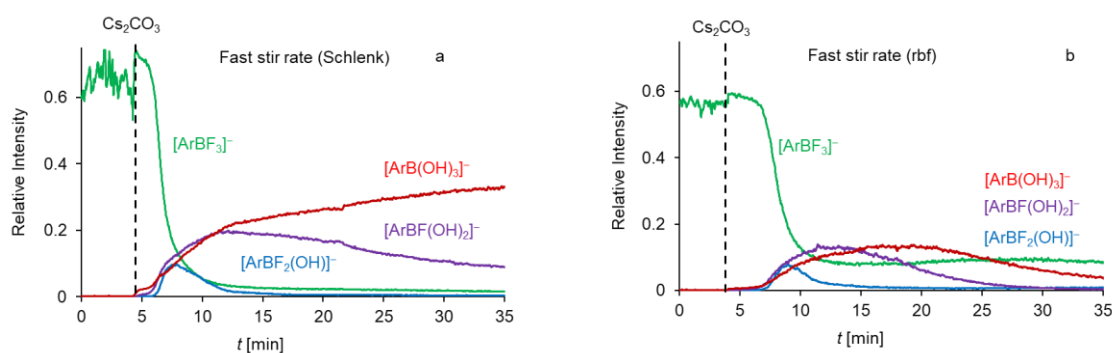 Cs₂CO₃
Fast stir rate (Schlenk)
a
Relative Intensity
0.6
0.4
0.2
0
[ArBF₃]⁻
[ArB(OH)₃]⁻
[ArBF(OH)₂]⁻
[ArBF₂(OH)]⁻
0 5 10 15 20 25 30 35
t [min]
Cs₂CO₃
Fast stir rate (rbf)
b
Relative Intensity
0.6
0.4
0.2
0
[ArBF₃]⁻
[ArB(OH)₃]⁻
[ArBF(OH)₂]⁻
[ArBF₂(OH)]⁻
0 5 10 15 20 25 30 35
t [min]